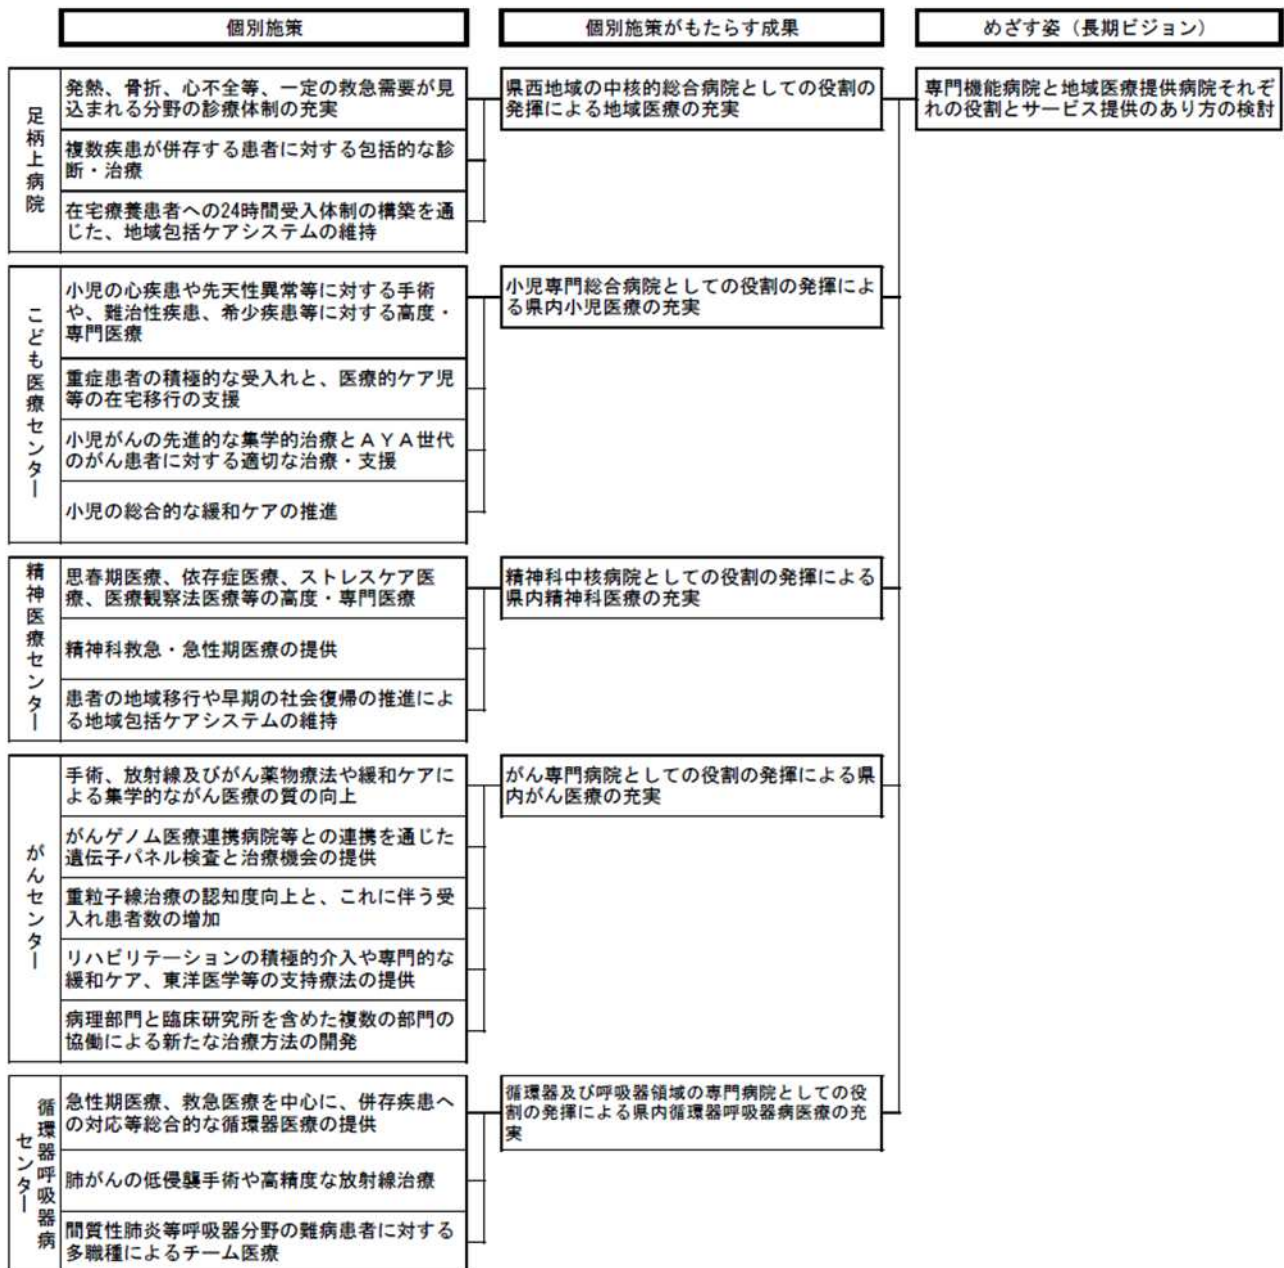 個別施策
個別施策がもたらす成果
めざす姿（長期ビジョン）
足柄上病院
発熱、骨折、心不全等、一定の救急需要が見
込まれる分野の診療体制の充実
複数疾患が併存する患者に対する包括的な診
断・治療
在宅療養患者への24時間受入体制の構築を通
じた、地域包括ケアシステムの維持
県西地域の中核的総合病院としての役割の
発揮による地域医療の充実
専門機能病院と地域医療提供病院それぞ
れの役割とサービス提供のあり方の検討
こども医療センター
小児の心疾患や先天性異常等に対する手術
や、難治性疾患、希少疾患等に対する高度・
専門医療
重症患者の積極的な受入れと、医療的ケア児
等の在宅移行の支援
小児がんの先進的な集学的治療とＡＹＡ世代
のがん患者に対する適切な治療・支援
小児の総合的な緩和ケアの推進
小児専門総合病院としての役割の発揮によ
る県内小児医療の充実
精神医療センター
思春期医療、依存症医療、ストレスケア医
療、医療観察法医療等の高度・専門医療
精神科救急・急性期医療の提供
患者の地域移行や早期の社会復帰の推進によ
る地域包括ケアシステムの維持
精神科中核病院としての役割の発揮による
県内精神科医療の充実
がんセンター
手術、放射線及びがん薬物療法や緩和ケアに
よる集学的ながん医療の質の向上
がんゲノム医療連携病院等との連携を通じた
遺伝子パネル検査と治療機会の提供
重粒子線治療の認知度向上と、これに伴う受
入れ患者数の増加
リハビリテーションの積極的介入や専門的な
緩和ケア、東洋医学等の支持療法の提供
病理部門と臨床研究所を含めた複数の部門の
協働による新たな治療方法の開発
がん専門病院としての役割の発揮による県
内がん医療の充実
循環器呼吸器病
センター
急性期医療、救急医療を中心に、併存疾患へ
の対応等総合的な循環器医療の提供
肺がんの低侵襲手術や高精度な放射線治療
間質性肺炎等呼吸器分野の難病患者に対する
多職種によるチーム医療
循環器及び呼吸器領域の専門病院としての役
割の発揮による県内循環器呼吸器病医療の充
実